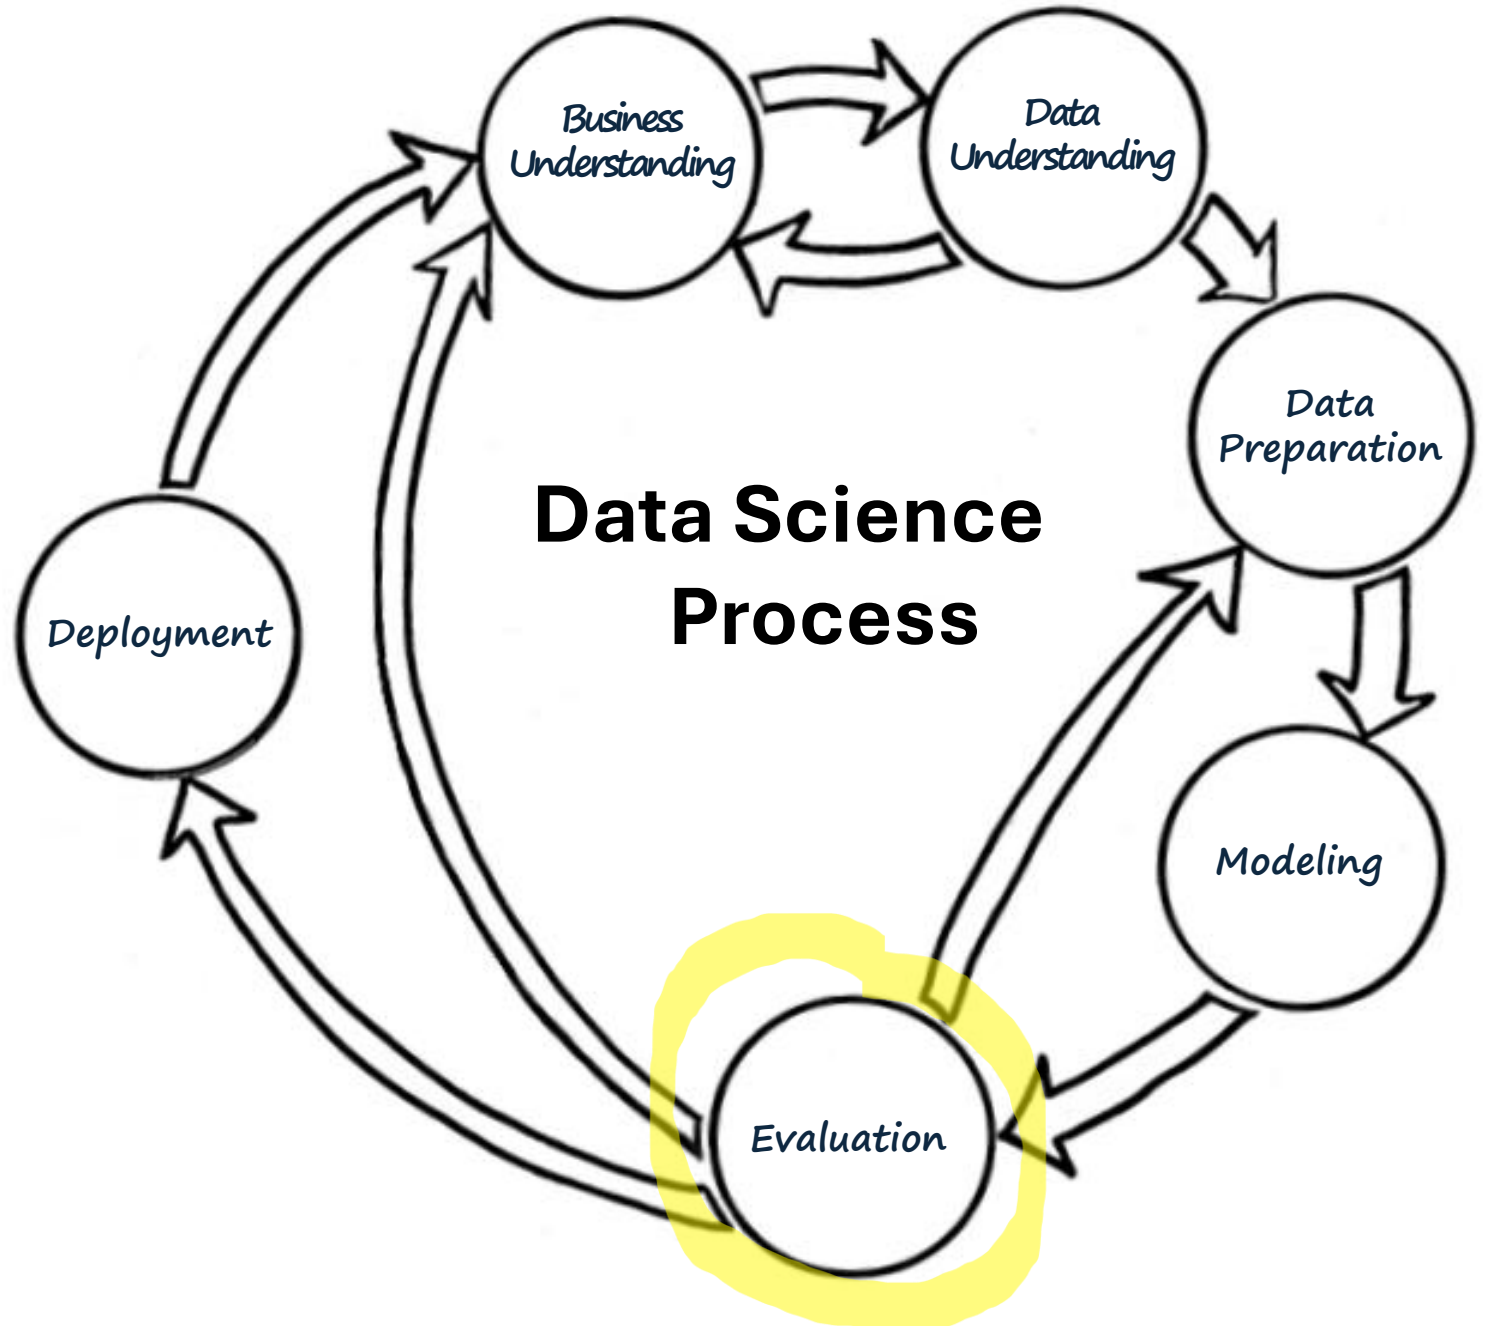 Business
Understanding
Data
Understanding
Data
Preparation
Data Science
Process
Deployment
Modeling
Evaluation